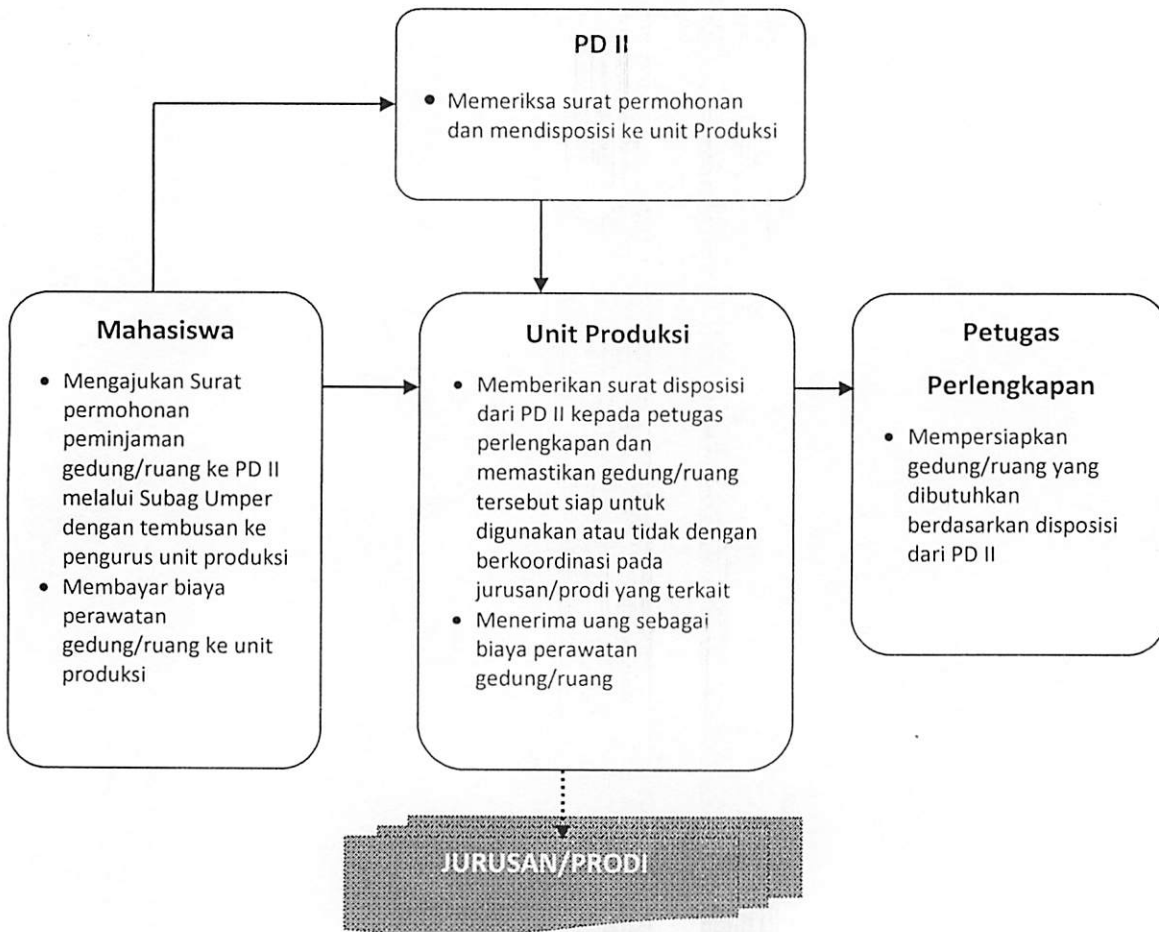 PD II
• Memeriksa surat permohonan
dan mendisposisi ke unit Produksi
Mahasiswa
• Mengajukan Surat
permohonan
peminjaman
gedung/ruang ke PD II
melalui Subag Umper
dengan tembusan ke
pengurus unit produksi
• Membayar biaya
perawatan
gedung/ruang ke unit
produksi
Unit Produksi
• Memberikan surat disposisi
dari PD II kepada petugas
perlengkapan dan
memastikan gedung/ruang
tersebut siap untuk
digunakan atau tidak dengan
berkoordinasi pada
jurusan/prodi yang terkait
• Menerima uang sebagai
biaya perawatan
gedung/ruang
Petugas
Perlengkapan
• Mempersiapkan
gedung/ruang yang
dibutuhkan
berdasarkan disposisi
dari PD II
JURUSAN/PRODI